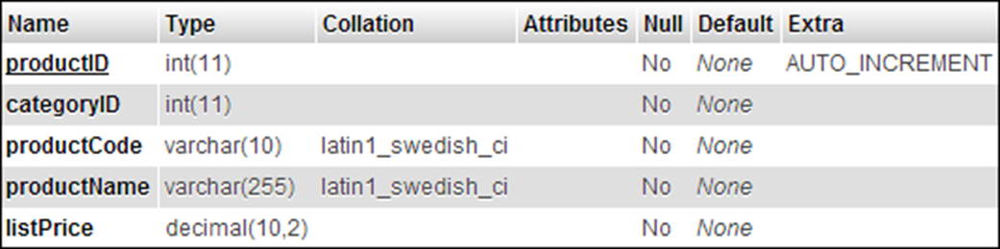 Name Type Collation Attributes Null Default Extra
productID int(11) No None AUTO_INCREMENT
categoryID int(11) No None
productCode varchar(10) latin1_swedish_ci No None
productName varchar(255) latin1_swedish_ci No None
listPrice decimal(10,2) No None